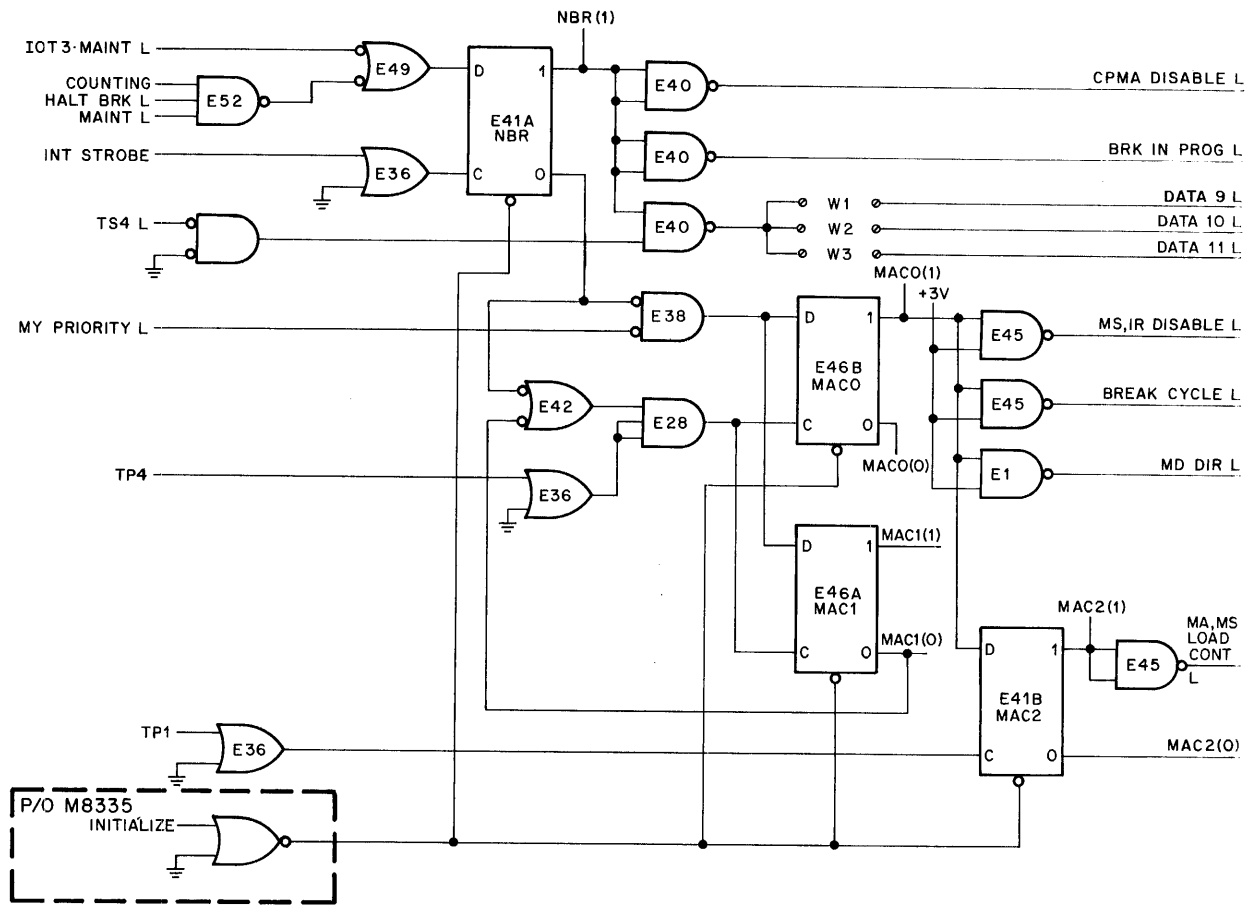 NBR(1)
IOT3·MAINT L
E49
D
1
COUNTING
HALT BRK L
MAINT L
E52
E40
CPMA DISABLE L
E41A
NBR
INT STROBE
E36
C
0
E40
BRK IN PROG L
TS4 L
E40
W1
DATA 9 L
W2
DATA 10 L
W3
DATA 11 L
MAC0(1)
+3V
MY PRIORITY L
E38
D
1
E45
MS,IR DISABLE L
E46B
MAC0
E42
E28
C
0
E45
BREAK CYCLE L
MAC0(0)
TP4
E36
E1
MD DIR L
D
1
MAC1(1)
E46A
MAC1
C
0
MAC1(0)
MAC2(1)
MA,MS
LOAD
CONT
L
D
1
E45
E41B
MAC2
TP1
E36
C
0
MAC2(0)
P/O M8335
INITIALIZE